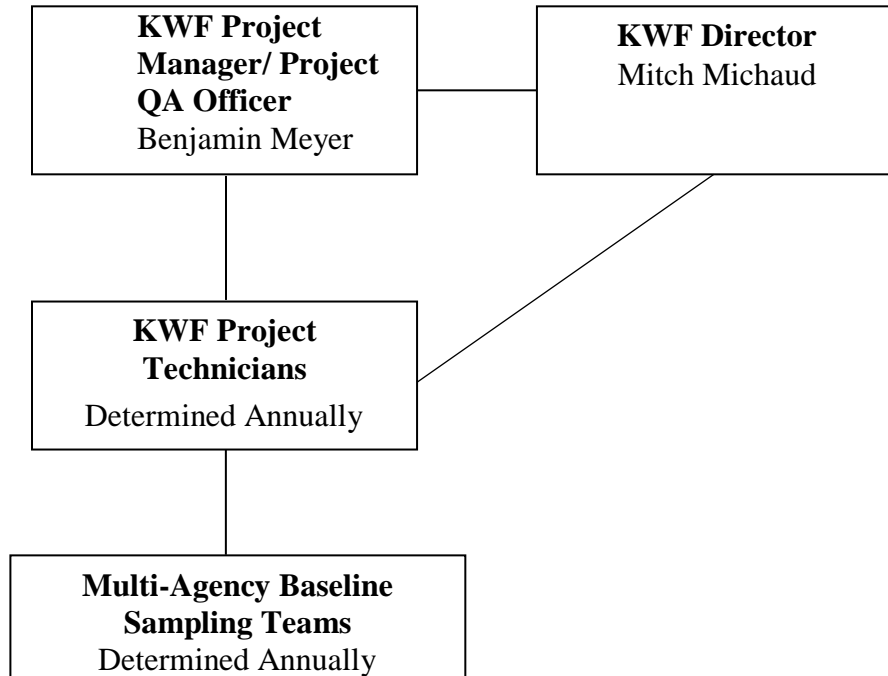 KWF Project
Manager/ Project
QA Officer
Benjamin Meyer
KWF Director
Mitch Michaud
KWF Project
Technicians
Determined Annually
Multi-Agency Baseline
Sampling Teams
Determined Annually